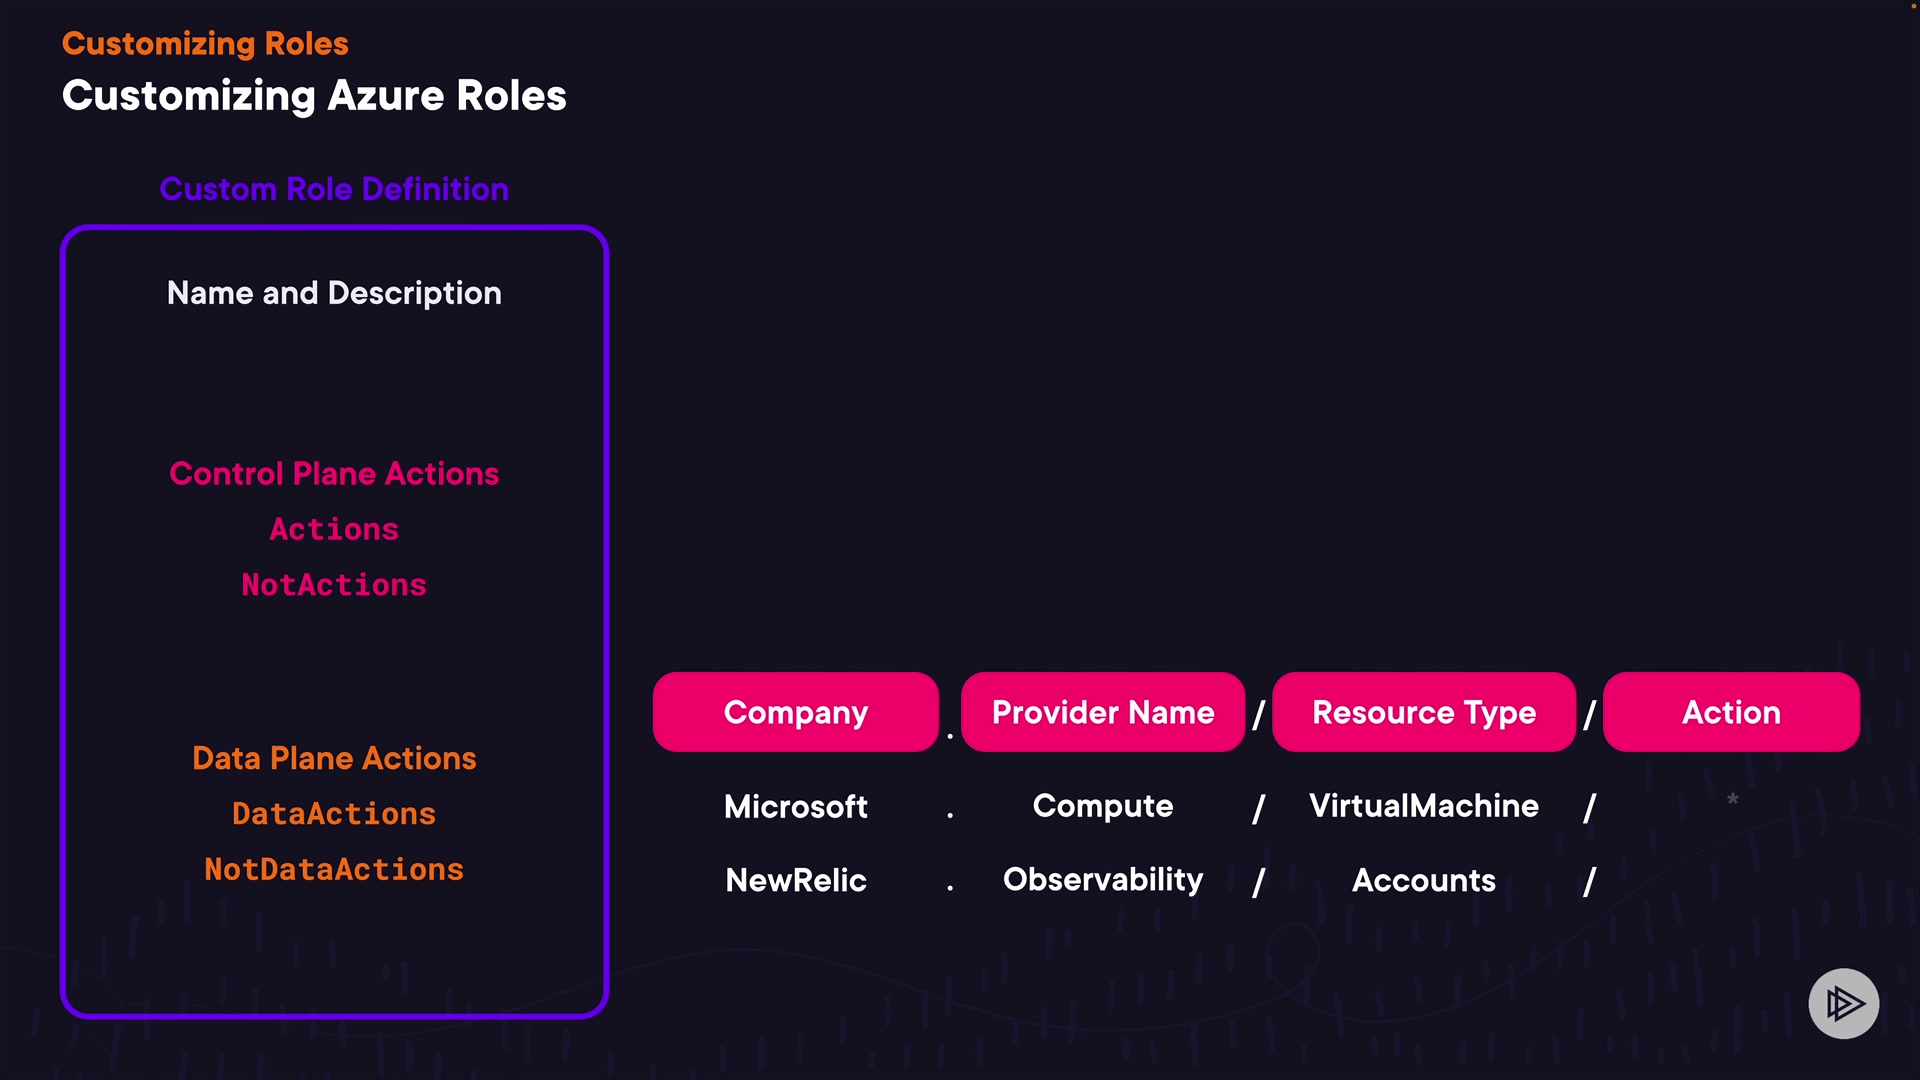 Customizing Roles
Customizing Azure Roles
Custom Role Definition
Name and Description
Control Plane Actions
Actions
NotActions
Data Plane Actions
DataActions
NotDataActions
Company . Provider Name / Resource Type / Action
Microsoft . Compute / VirtualMachine / *
NewRelic . Observability / Accounts /